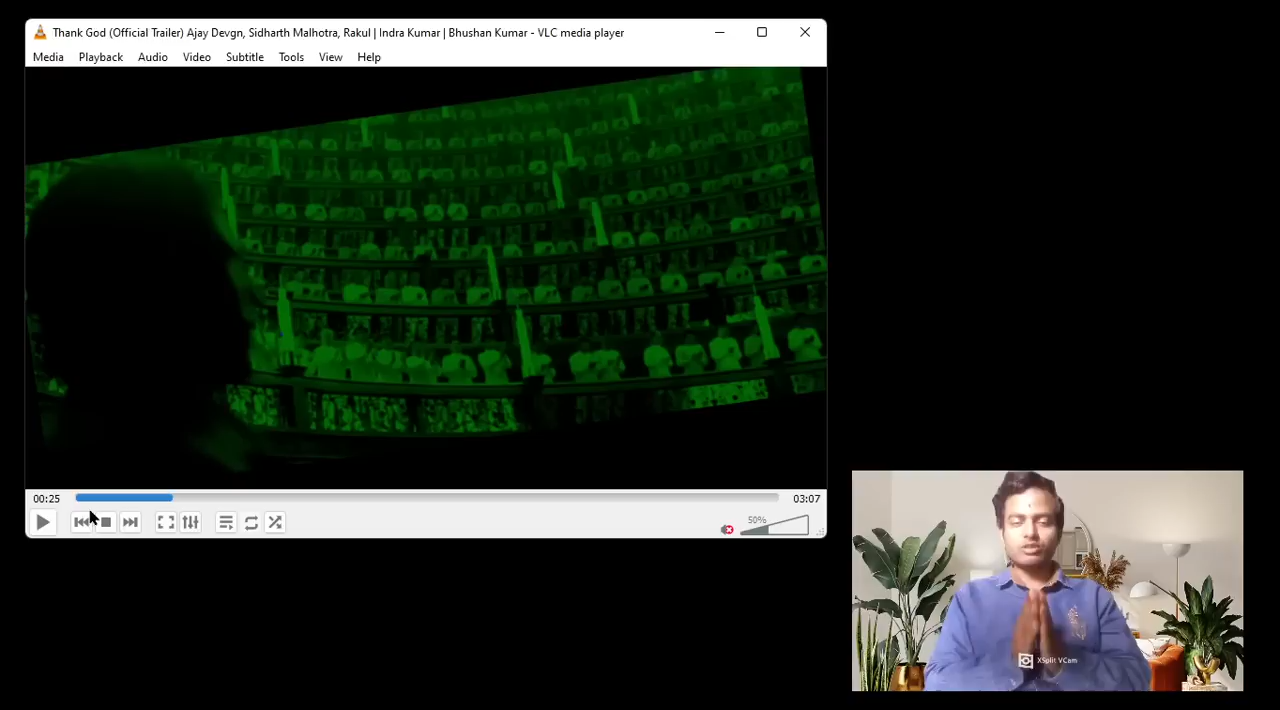 Thank God (Official Trailer) Ajay Devgn, Sidharth Malhotra, Rakul | Indra Kumar | Bhushan Kumar - VLC media player
Media Playback Audio Video Subtitle Tools View Help
00:25 03:07
50%
XSplit VCam